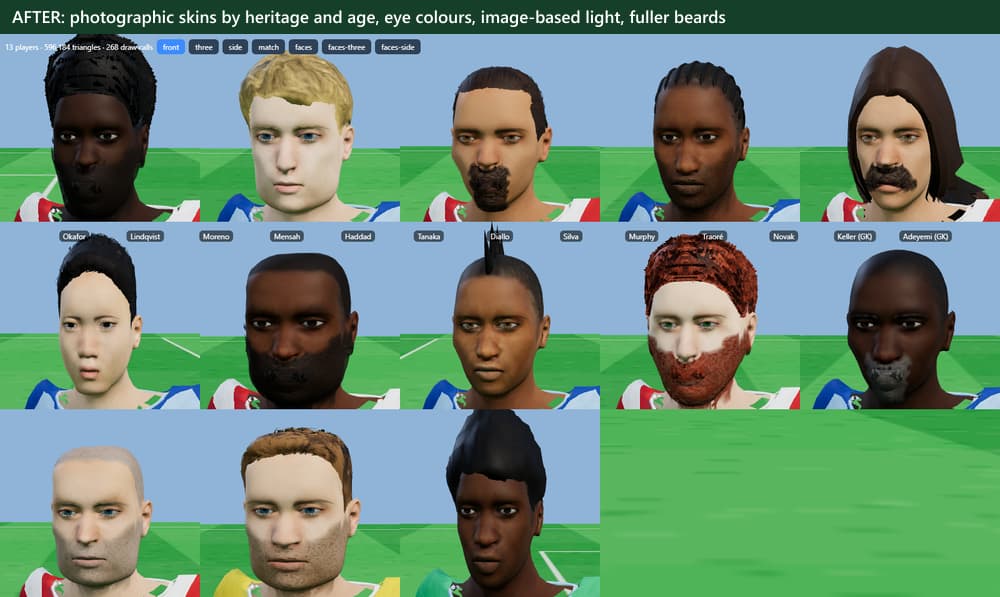 AFTER: photographic skins by heritage and age, eye colours, image-based light, fuller beards
13 players - 596,184 triangles - 268 draw calls front three side match faces faces-three faces-side
Okafor Lindqvist Moreno Mensah Haddad Tanaka Diallo Silva Murphy Traoré Novak Keller (GK) Adeyemi (GK)